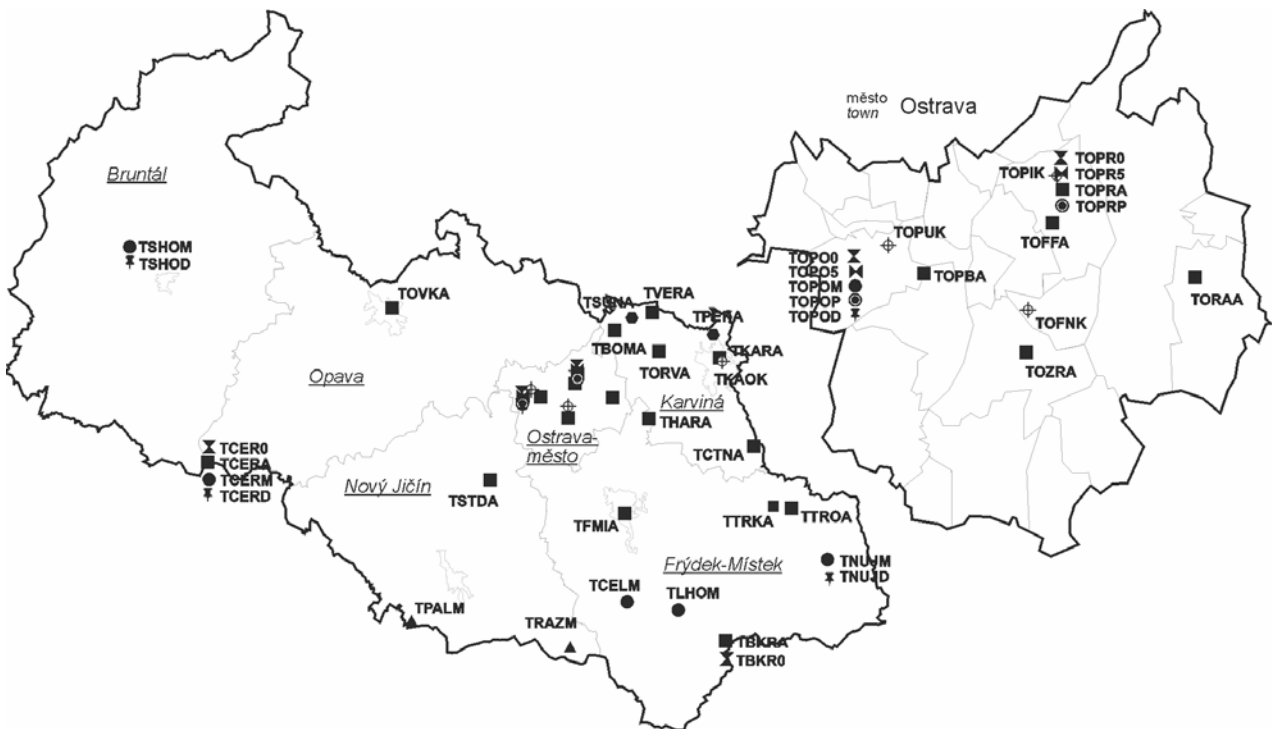 město
town
Ostrava
Bruntál
TSHOM
TSHOD
TOVKA
Opava
TCER0
TCERA
TCERM
TCERD
Nový Jičín
TSTDA
TPALM
TRAZM
TSUNA
TVERA
TBOMA
TORVA
TPERA
TKARA
TKAOK
Karviná
THARA
Ostrava-
město
TCTNA
TFMIA
TTRKA
TTROA
Frýdek-Místek
TNUJM
TNUJD
TCELM
TLHOM
TBKRA
TBKR0
TOPIK
TOPR0
TOPR5
TOPRA
TOPRP
TOFFA
TOPUK
TOPO0
TOPO5
TOPOM
TOPOP
TOPOD
TOPBA
TORAA
TOFNK
TOZRA